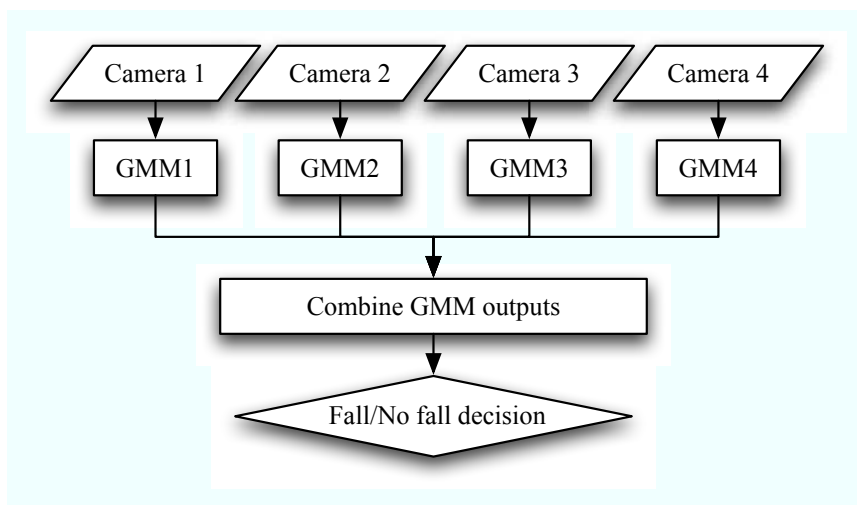 Camera 1
Camera 2
Camera 3
Camera 4
GMM1
GMM2
GMM3
GMM4
Combine GMM outputs
Fall/No fall decision